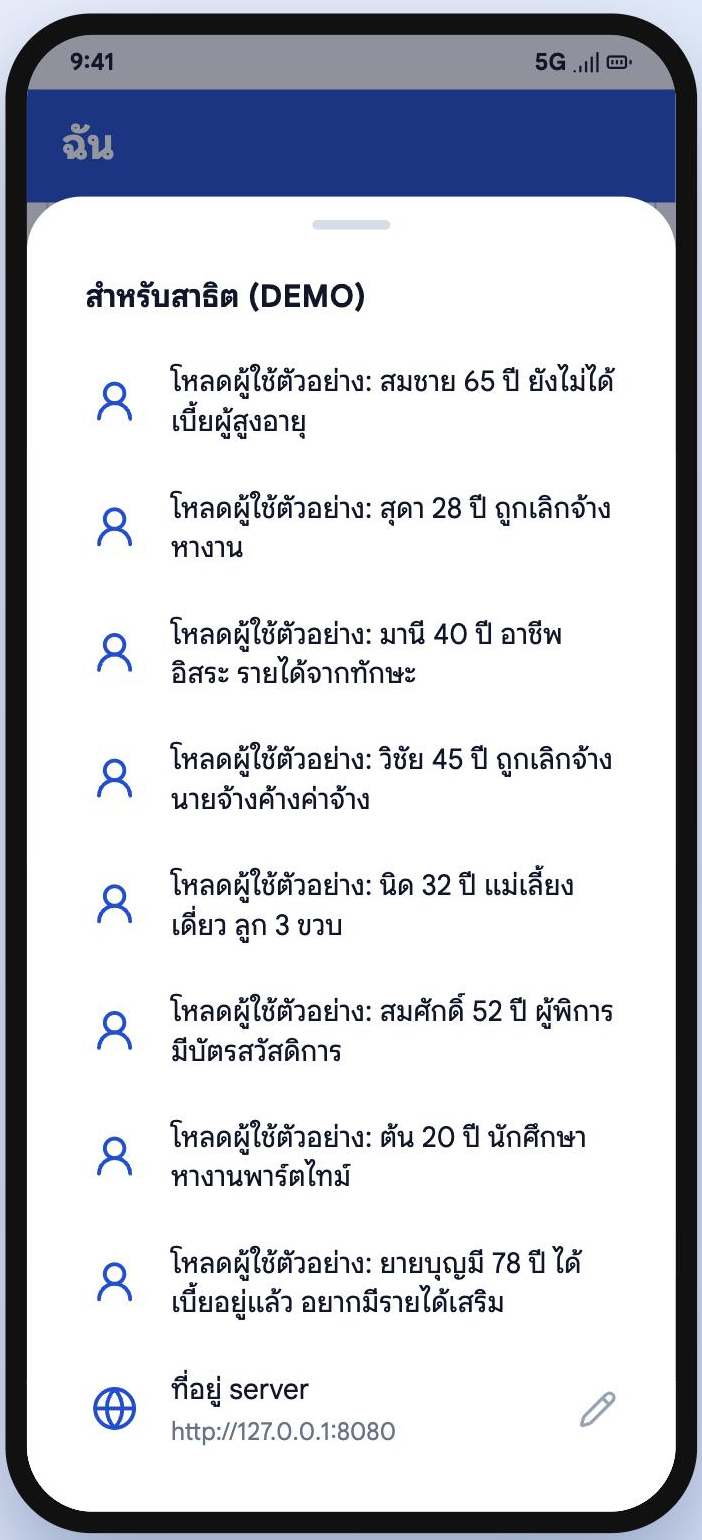 9:41
5G
ฉัน
สำหรับสาธิต (DEMO)
โหลดผู้ใช้ตัวอย่าง: สมชาย 65 ปี ยังไม่ได้
เบี้ยผู้สูงอายุ
โหลดผู้ใช้ตัวอย่าง: สุดา 28 ปี ถูกเลิกจ้าง
หางาน
โหลดผู้ใช้ตัวอย่าง: มานี 40 ปี อาชีพ
อิสระ รายได้จากทักษะ
โหลดผู้ใช้ตัวอย่าง: วิชัย 45 ปี ถูกเลิกจ้าง
นายจ้างค้างค่าจ้าง
โหลดผู้ใช้ตัวอย่าง: นิด 32 ปี แม่เลี้ยง
เดี่ยว ลูก 3 ขวบ
โหลดผู้ใช้ตัวอย่าง: สมศักดิ์ 52 ปี ผู้พิการ
มีบัตรสวัสดิการ
โหลดผู้ใช้ตัวอย่าง: ต้น 20 ปี นักศึกษา
หางานพาร์ตไทม์
โหลดผู้ใช้ตัวอย่าง: ยายบุญมี 78 ปี ได้
เบี้ยอยู่แล้ว อยากมีรายได้เสริม
ที่อยู่ server
http://127.0.0.1:8080